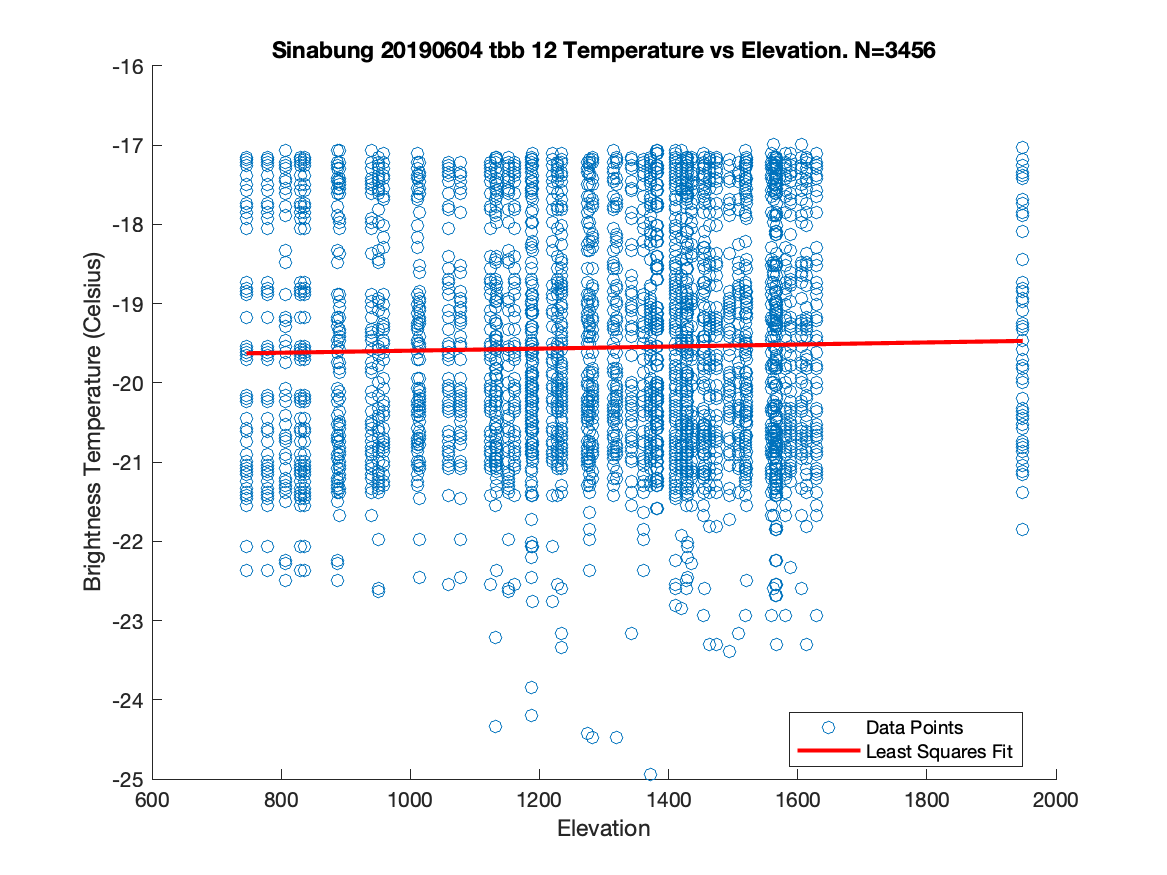 Sinabung 20190604 tbb 12 Temperature vs Elevation. N=3456
-16
-17
-18
-19
-20
-21
-22
-23
-24
-25
Brightness Temperature (Celsius)
Data Points
Least Squares Fit
600 800 1000 1200 1400 1600 1800 2000
Elevation